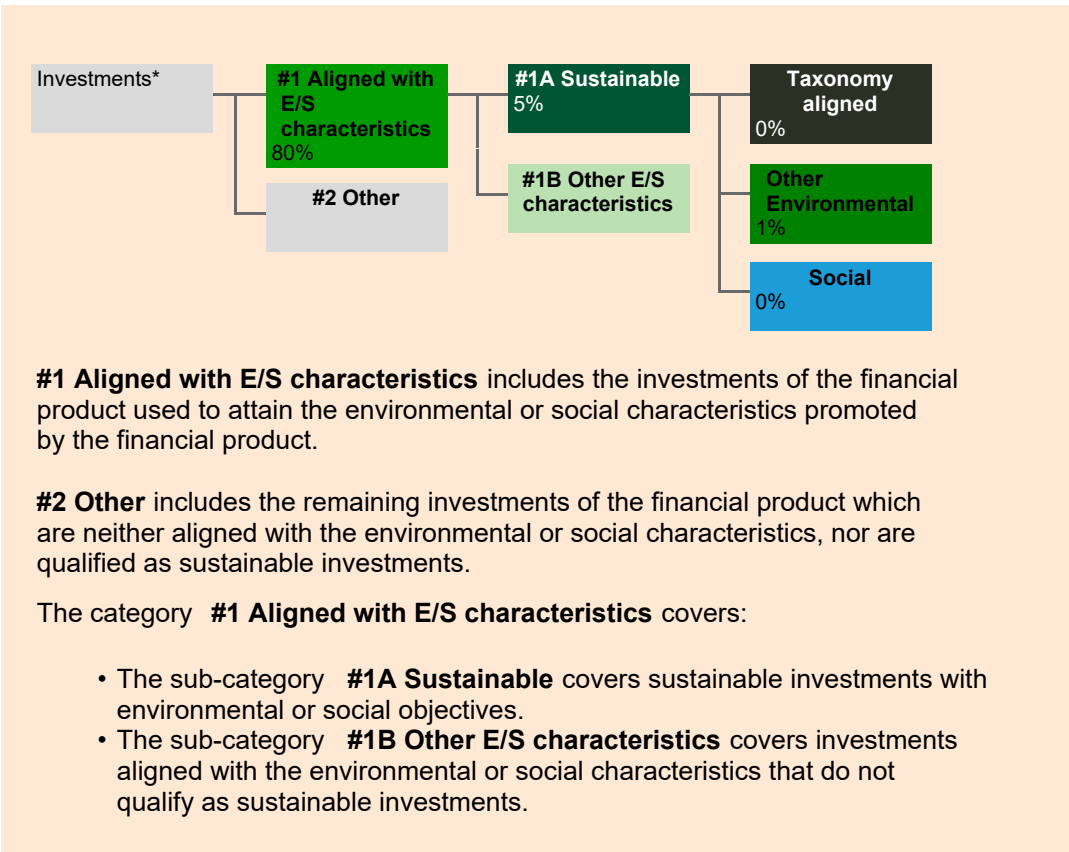 Investments*
#1 Aligned with
E/S
characteristics
80%
#2 Other
#1A Sustainable
5%
#1B Other E/S
characteristics
Taxonomy
aligned
0%
Other
Environmental
1%
Social
0%
#1 Aligned with E/S characteristics includes the investments of the financial
product used to attain the environmental or social characteristics promoted
by the financial product.
#2 Other includes the remaining investments of the financial product which
are neither aligned with the environmental or social characteristics, nor are
qualified as sustainable investments.
The category #1 Aligned with E/S characteristics covers:
• The sub-category #1A Sustainable covers sustainable investments with
environmental or social objectives.
• The sub-category #1B Other E/S characteristics covers investments
aligned with the environmental or social characteristics that do not
qualify as sustainable investments.